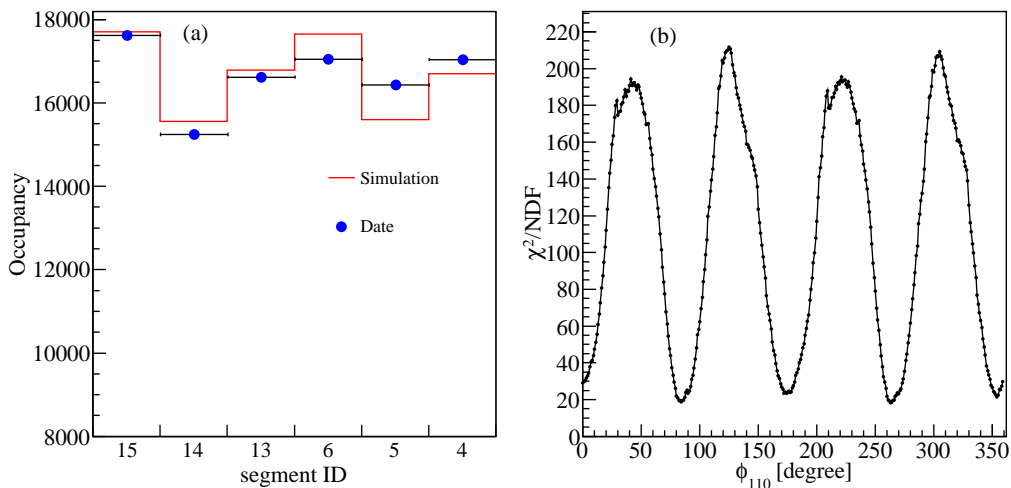 (a)
18000
16000
14000
12000
10000
8000
Occupancy
Simulation
Date
15 14 13 6 5 4
segment ID
(b)
220
200
180
160
140
120
100
80
60
40
20
0
χ²/NDF
0 50 100 150 200 250 300 350
ϕ₁₁₀ [degree]